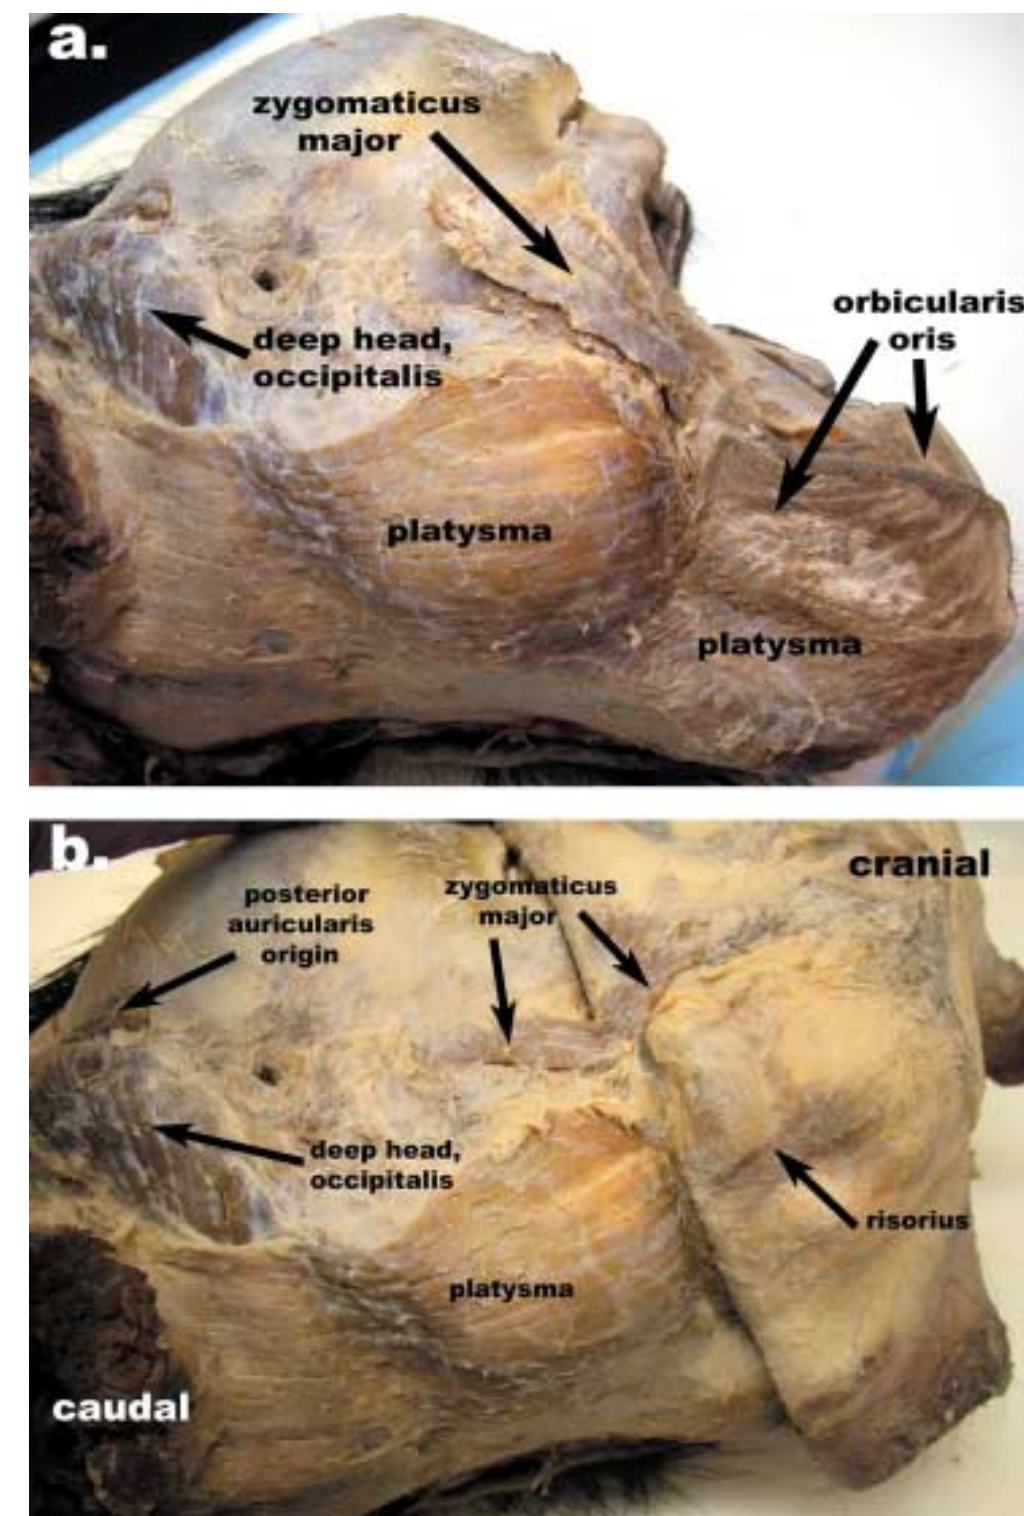 a.
zygomaticus
major
orbicularis
oris
deep head,
occipitalis
platysma
platysma
b.
cranial
posterior
auricularis
origin
zygomaticus
major
deep head,
occipitalis
risorius
platysma
caudal